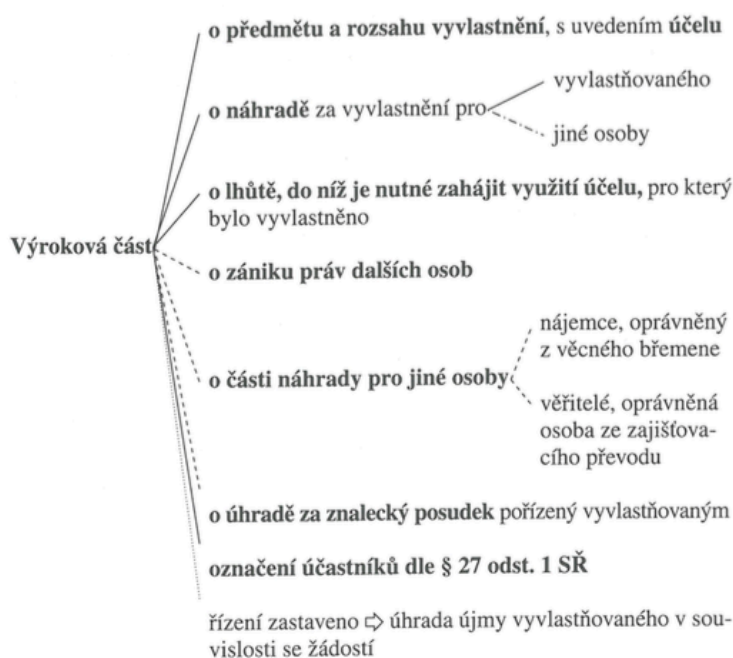 o předmětu a rozsahu vyvlastnění, s uvedením účelu
vyvlastňovaného
o náhradě za vyvlastnění pro
jiné osoby
o lhůtě, do níž je nutné zahájit využití účelu, pro který
bylo vyvlastněno
Výroková část
o zániku práv dalších osob
nájemce, oprávněný
z věcného břemene
o části náhrady pro jiné osoby
věřitelé, oprávněná
osoba ze zajišťova-
cího převodu
o úhradě za znalecký posudek pořízený vyvlastňovaným
označení účastníků dle § 27 odst. 1 SŘ
řízení zastaveno ⇨ úhrada újmy vyvlastňovaného v sou-
vislosti se žádostí